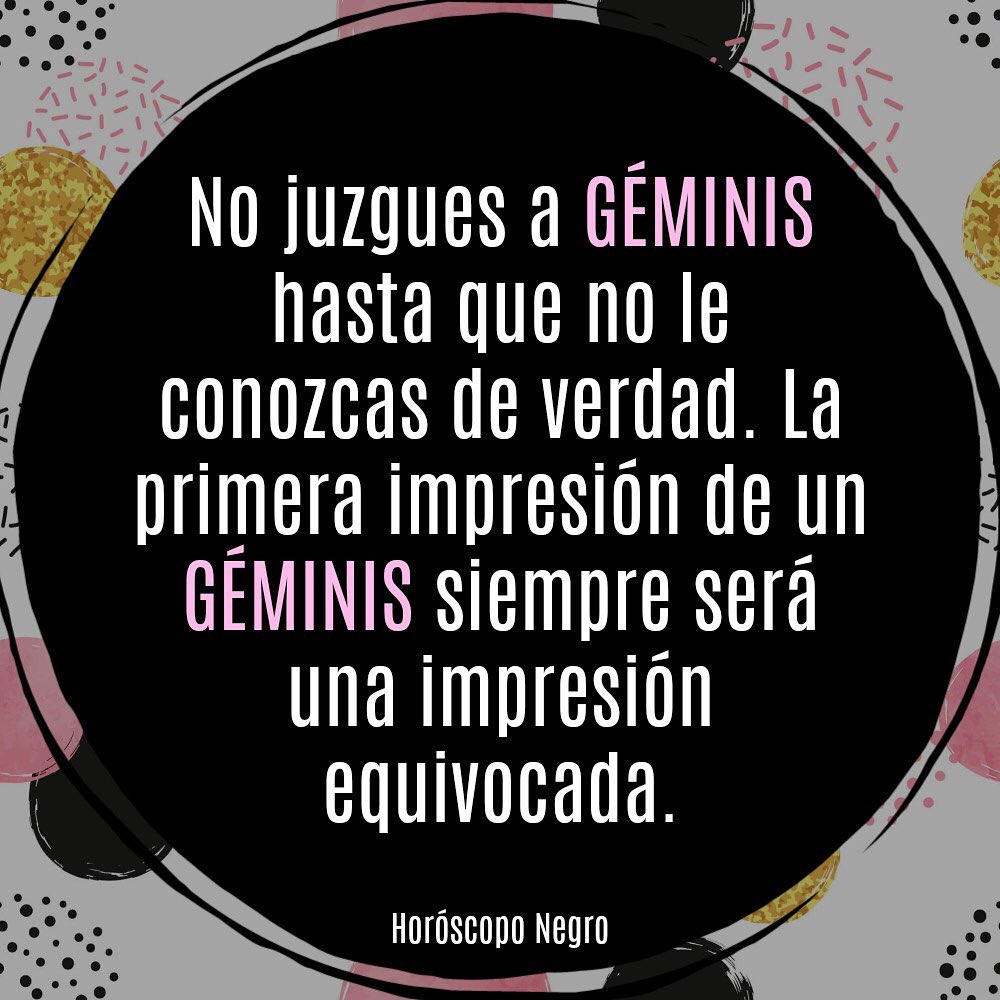 No juzgues a GÉMINIS
hasta que no le
conozcas de verdad. La
primera impresión de un
GÉMINIS siempre será
una impresión
equivocada.
Horóscopo Negro